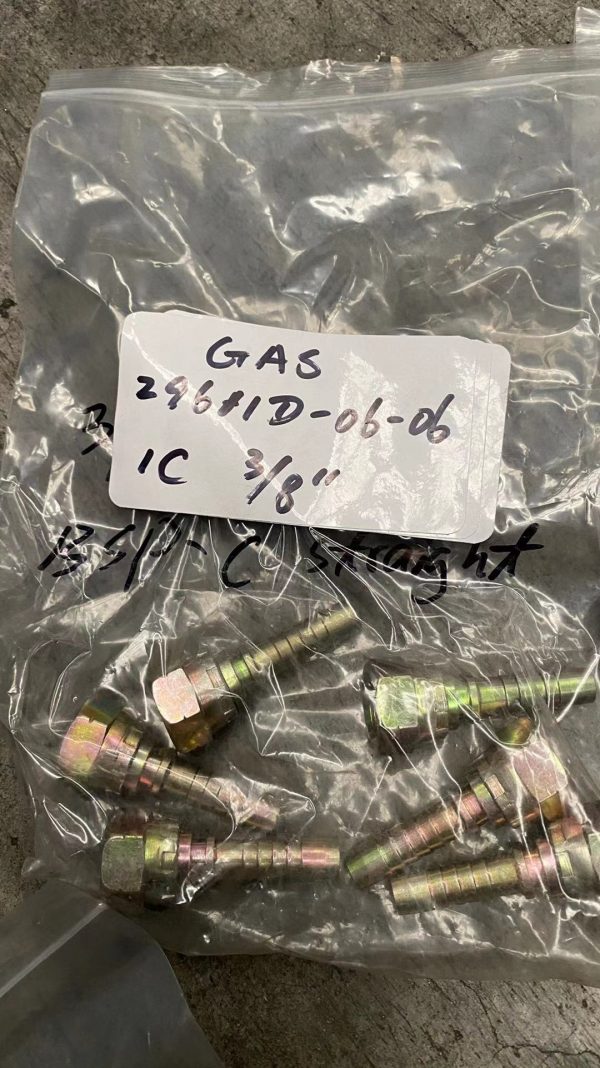 GAS
29611D-06-06
1C 3/8"
BSP- C straight